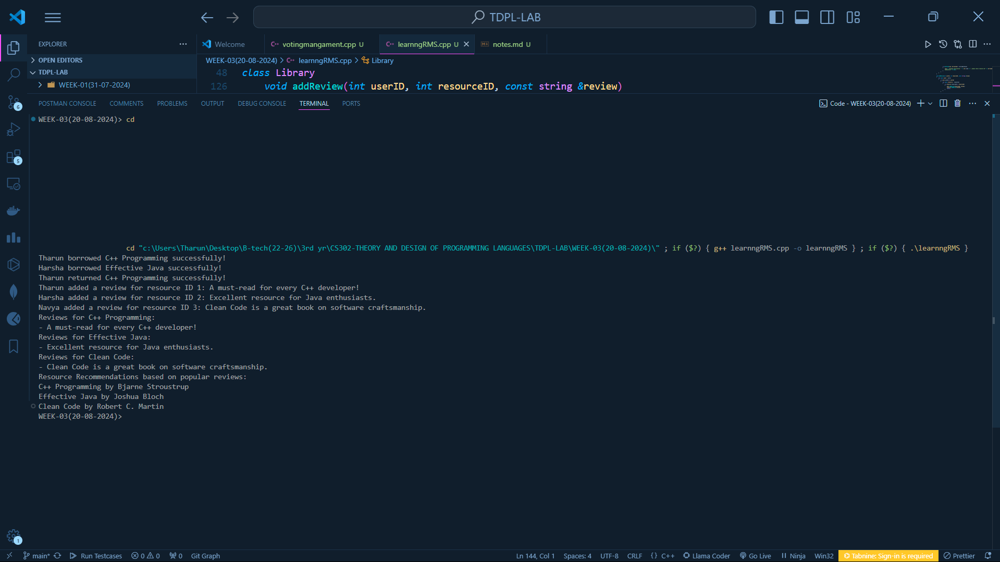 TDPL-LAB
EXPLORER
Welcome
votingmangament.cpp U
learnngRMS.cpp U
notes.md U
OPEN EDITORS
TDPL-LAB
WEEK-01(31-07-2024)
WEEK-03(20-08-2024) > learnngRMS.cpp > Library
48 class Library
126 void addReview(int userID, int resourceID, const string &review)
POSTMAN CONSOLE COMMENTS PROBLEMS OUTPUT DEBUG CONSOLE TERMINAL PORTS
Code - WEEK-03(20-08-2024)
WEEK-03(20-08-2024)> cd
cd "c:\Users\Tharun\Desktop\B-tech(22-26)\3rd yr\CS302-THEORY AND DESIGN OF PROGRAMMING LANGUAGES\TDPL-LAB\WEEK-03(20-08-2024)\" ; if ($?) { g++ learnngRMS.cpp -o learnngRMS } ; if ($?) { .\learnngRMS }
Tharun borrowed C++ Programming successfully!
Harsha borrowed Effective Java successfully!
Tharun returned C++ Programming successfully!
Tharun added a review for resource ID 1: A must-read for every C++ developer!
Harsha added a review for resource ID 2: Excellent resource for Java enthusiasts.
Navya added a review for resource ID 3: Clean Code is a great book on software craftsmanship.
Reviews for C++ Programming:
- A must-read for every C++ developer!
Reviews for Effective Java:
- Excellent resource for Java enthusiasts.
Reviews for Clean Code:
- Clean Code is a great book on software craftsmanship.
Resource Recommendations based on popular reviews:
C++ Programming by Bjarne Stroustrup
Effective Java by Joshua Bloch
Clean Code by Robert C. Martin
WEEK-03(20-08-2024)>
6
5
1
main* Run Testcases 0 0 0 Git Graph
Ln 144, Col 1 Spaces: 4 UTF-8 CRLF {} C++ Llama Coder Go Live Ninja Win32 Tabnine: Sign-in is required Prettier